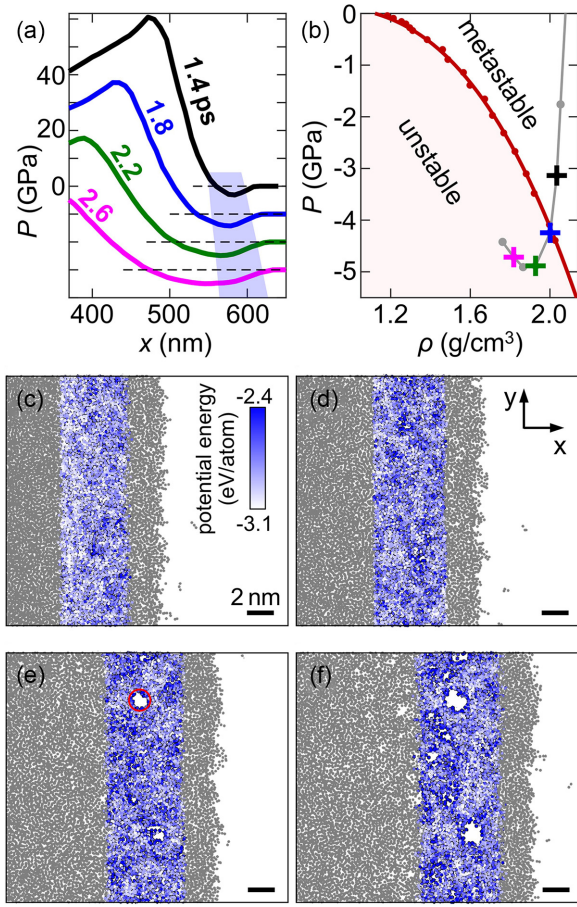 (a)
1.4 ps
1.8
2.2
2.6
40
20
0
P (GPa)
400
500
600
x (nm)
(b)
metastable
unstable
0
-1
-2
-3
-4
-5
P (GPa)
1.2
1.6
2.0
ρ (g/cm³)
(c)
potential energy
(eV/atom)
-2.4
-3.1
2 nm
(d)
y
x
(e)
(f)